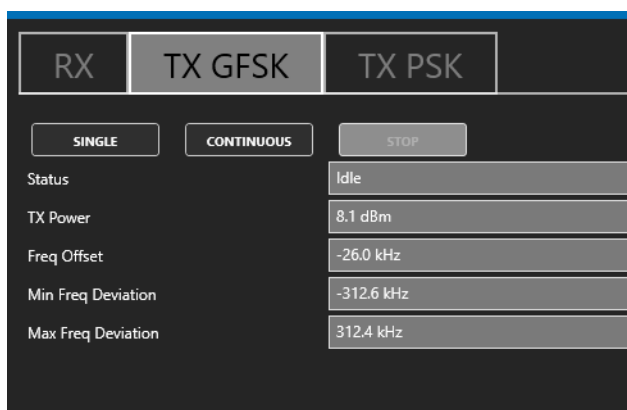 RX TX GFSK TX PSK
SINGLE CONTINUOUS STOP
Status Idle
TX Power 8.1 dBm
Freq Offset -26.0 kHz
Min Freq Deviation -312.6 kHz
Max Freq Deviation 312.4 kHz